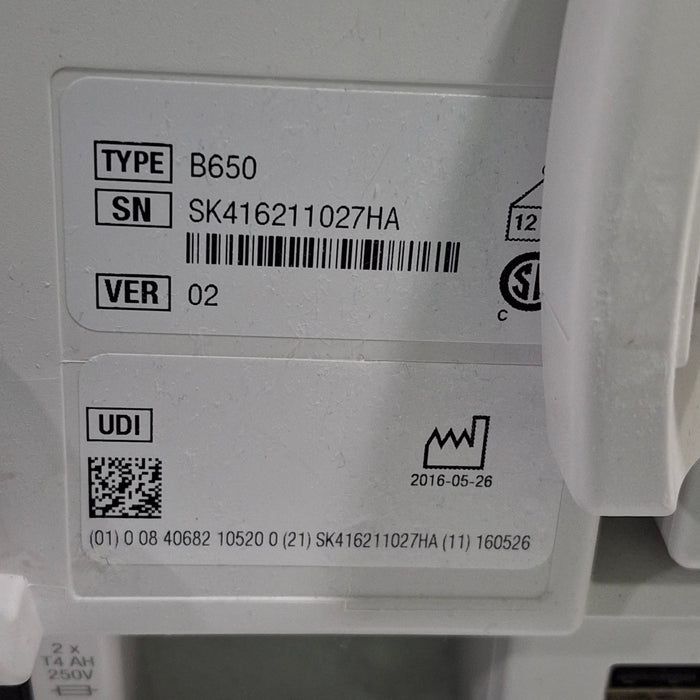 TYPE B650
SN SK416211027HA
12
VER 02
C
UDI
2016-05-26
(01) 0 08 40682 10520 0 (21) SK416211027HA (11) 160526
2 x
T4 AH
250V